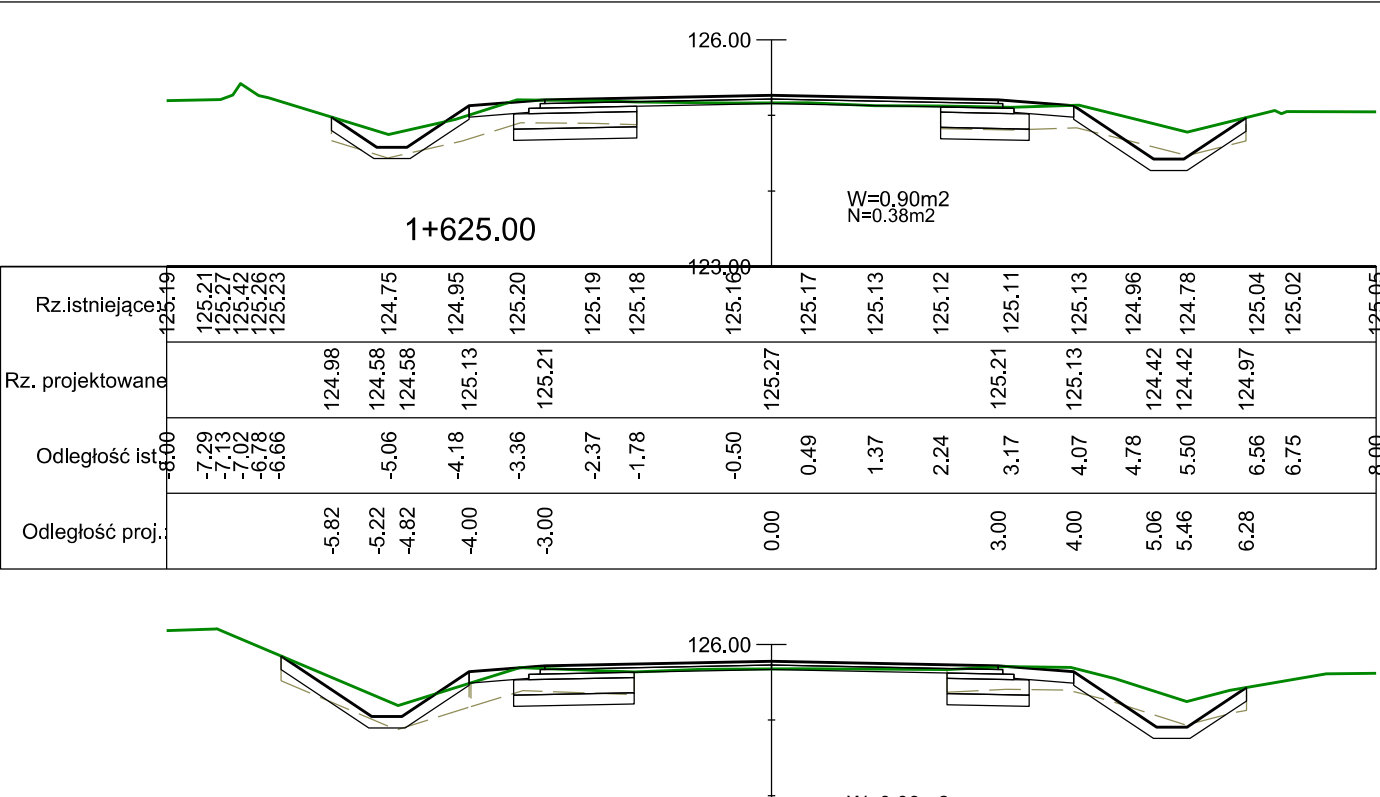 126.00
W=0.90m2
N=0.38m2
1+625.00
123.00
Rz.istniejące: 125.19 125.21 125.27 125.42 125.26 125.23 124.75 124.95 125.20 125.19 125.18 125.16 125.17 125.13 125.12 125.11 125.13 124.96 124.78 125.04 125.02 125.05
Rz. projektowane 124.98 124.58 124.58 125.13 125.21 125.27 125.21 125.13 124.42 124.42 124.97
Odległość ist. -8.00 -7.29 -7.13 -7.02 -6.78 -6.66 -5.06 -4.18 -3.36 -2.37 -1.78 -0.50 0.49 1.37 2.24 3.17 4.07 4.78 5.50 6.56 6.75 8.00
Odległość proj.: -5.82 -5.22 -4.82 -4.00 -3.00 0.00 3.00 4.00 5.06 5.46 6.28
126.00